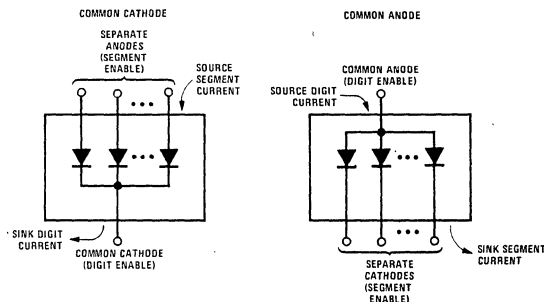 COMMON CATHODE
SEPARATE
ANODES
(SEGMENT
ENABLE)
SOURCE
SEGMENT
CURRENT
SINK DIGIT
CURRENT
COMMON CATHODE
(DIGIT ENABLE)
COMMON ANODE
COMMON ANODE
(DIGIT ENABLE)
SOURCE DIGIT
CURRENT
SINK SEGMENT
CURRENT
SEPARATE
CATHODES
(SEGMENT
ENABLE)